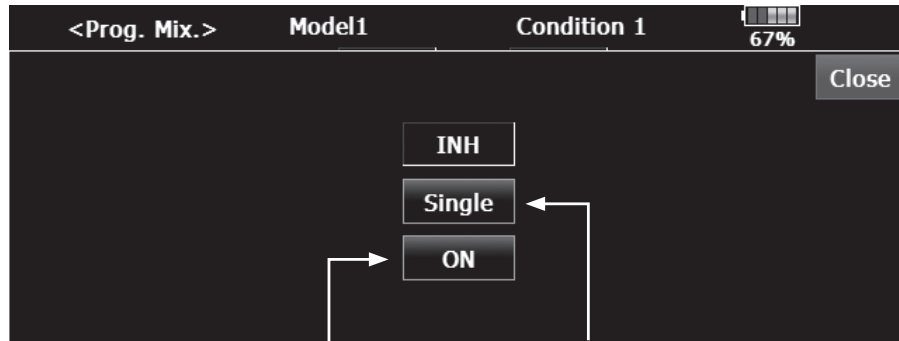 <Prog. Mix.> Model1 Condition 1 67%
Close
INH
Single
ON